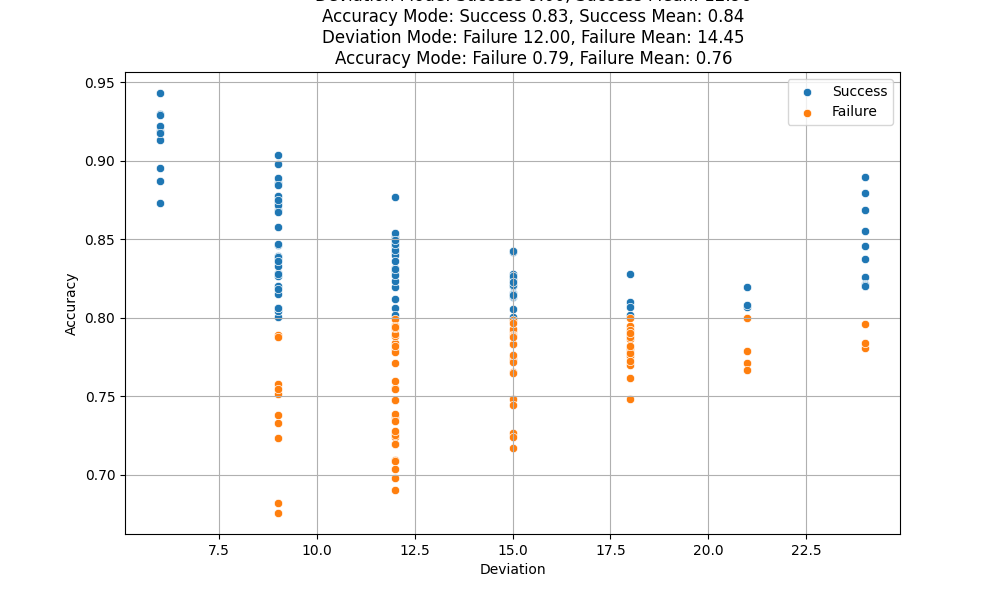 Accuracy Mode: Success 0.83, Success Mean: 0.84
Deviation Mode: Failure 12.00, Failure Mean: 14.45
Accuracy Mode: Failure 0.79, Failure Mean: 0.76
Success
Failure
0.95
0.90
0.85
0.80
0.75
0.70
Accuracy
7.5 10.0 12.5 15.0 17.5 20.0 22.5
Deviation